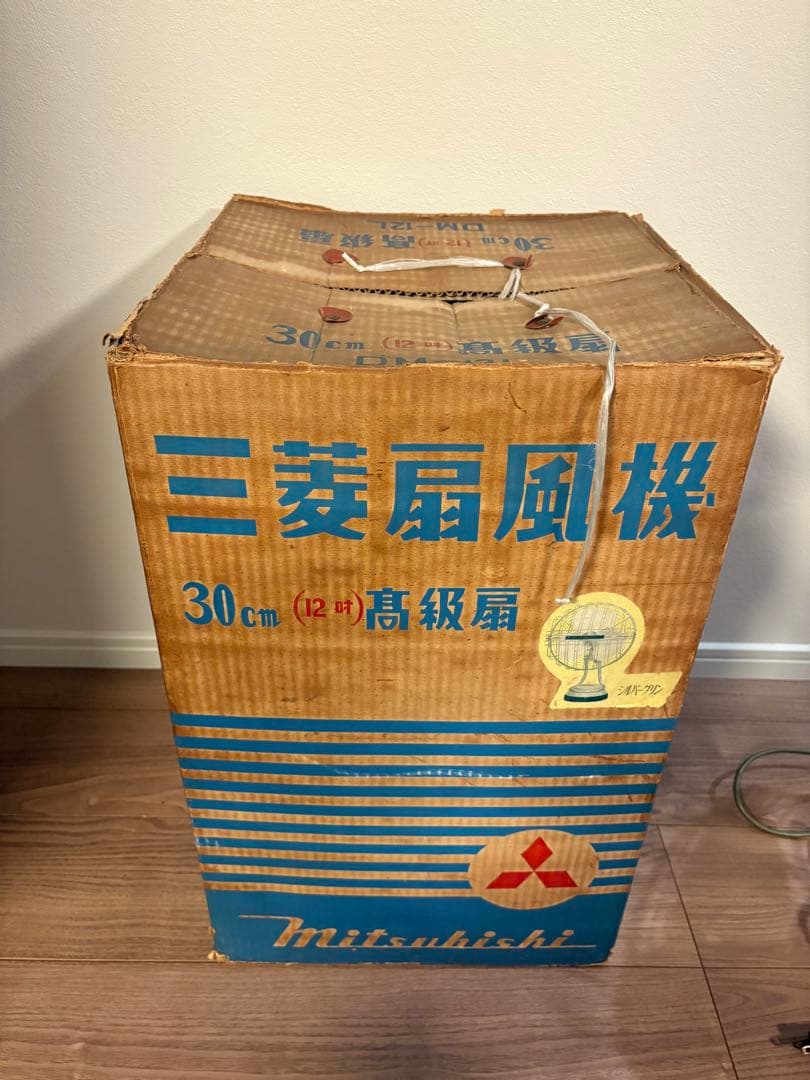 DM-12L
30cm (12吋) 高級扇
30cm (12吋) 高級扇
三菱扇風機
30cm (12吋) 高級扇
シルバーグリン
mitsubishi